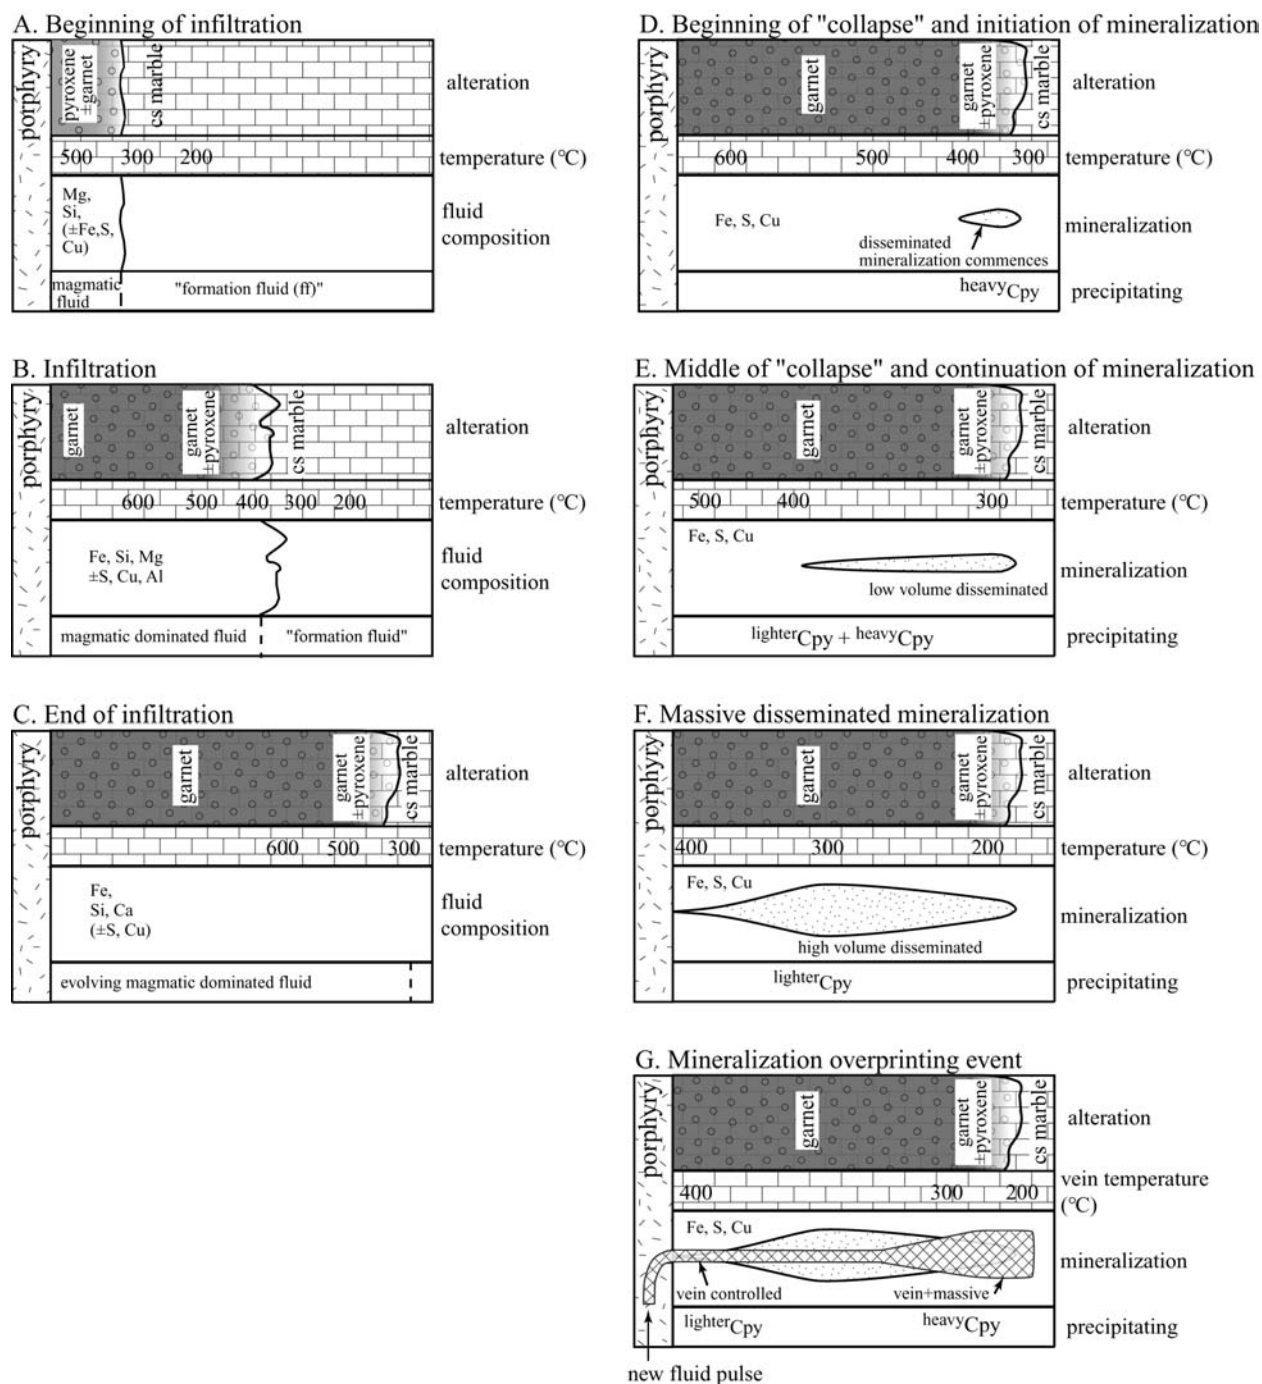 A. Beginning of infiltration
porphyry
pyroxene
±garnet
cs marble
alteration
500 300 200
temperature (°C)
Mg,
Si,
(±Fe,S,
Cu)
fluid
composition
magmatic
fluid
"formation fluid (ff)"
B. Infiltration
porphyry
garnet
garnet
±pyroxene
cs marble
alteration
600 500 400 300 200
temperature (°C)
Fe, Si, Mg
±S, Cu, Al
fluid
composition
magmatic dominated fluid
"formation fluid"
C. End of infiltration
porphyry
garnet
garnet
±pyroxene
cs marble
alteration
600 500 300
temperature (°C)
Fe,
Si, Ca
(±S, Cu)
fluid
composition
evolving magmatic dominated fluid
D. Beginning of "collapse" and initiation of mineralization
porphyry
garnet
garnet
±pyroxene
cs marble
alteration
600 500 400 300
temperature (°C)
Fe, S, Cu
disseminated
mineralization commences
mineralization
heavyCpy
precipitating
E. Middle of "collapse" and continuation of mineralization
porphyry
garnet
garnet
±pyroxene
cs marble
alteration
500 400 300
temperature (°C)
Fe, S, Cu
low volume disseminated
mineralization
lighterCpy + heavyCpy
precipitating
F. Massive disseminated mineralization
porphyry
garnet
garnet
±pyroxene
cs marble
alteration
400 300 200
temperature (°C)
Fe, S, Cu
high volume disseminated
mineralization
lighterCpy
precipitating
G. Mineralization overprinting event
porphyry
garnet
garnet
±pyroxene
cs marble
alteration
400 300 200
vein temperature
(°C)
Fe, S, Cu
vein controlled
vein+massive
mineralization
lighterCpy
heavyCpy
precipitating
new fluid pulse